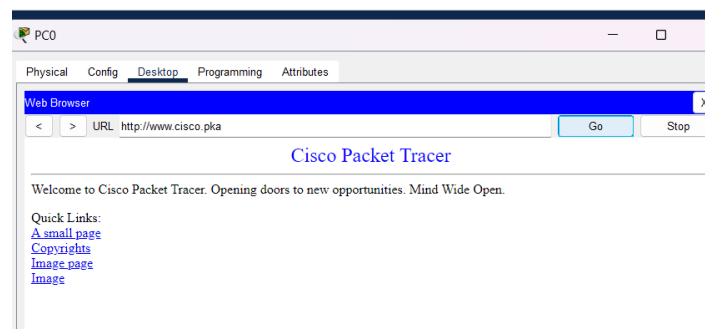 PC0
Physical Config Desktop Programming Attributes
Web Browser X
< > URL http://www.cisco.pka Go Stop
Cisco Packet Tracer
Welcome to Cisco Packet Tracer. Opening doors to new opportunities. Mind Wide Open.
Quick Links:
A small page
Copyrights
Image page
Image